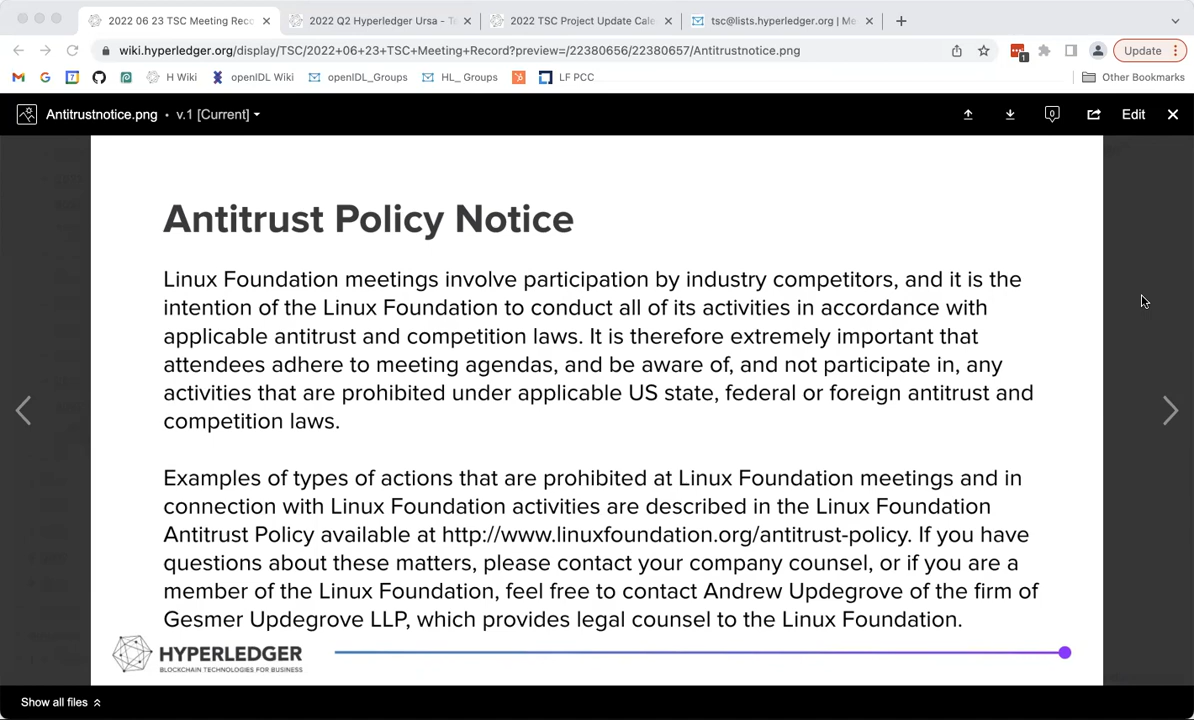 2022 06 23 TSC Meeting Reco
2022 Q2 Hyperledger Ursa - T
2022 TSC Project Update Cale
tsc@lists.hyperledger.org | Me
wiki.hyperledger.org/display/TSC/2022+06+23+TSC+Meeting+Record?preview=/22380656/22380657/Antitrustnotice.png
1
Update
7
H Wiki
openIDL Wiki
openIDL_Groups
HL_ Groups
LF PCC
Other Bookmarks
Antitrustnotice.png • v.1 [Current]
0
Edit
Antitrust Policy Notice
Linux Foundation meetings involve participation by industry competitors, and it is the
intention of the Linux Foundation to conduct all of its activities in accordance with
applicable antitrust and competition laws. It is therefore extremely important that
attendees adhere to meeting agendas, and be aware of, and not participate in, any
activities that are prohibited under applicable US state, federal or foreign antitrust and
competition laws.
Examples of types of actions that are prohibited at Linux Foundation meetings and in
connection with Linux Foundation activities are described in the Linux Foundation
Antitrust Policy available at http://www.linuxfoundation.org/antitrust-policy. If you have
questions about these matters, please contact your company counsel, or if you are a
member of the Linux Foundation, feel free to contact Andrew Updegrove of the firm of
Gesmer Updegrove LLP, which provides legal counsel to the Linux Foundation.
HYPERLEDGER
BLOCKCHAIN TECHNOLOGIES FOR BUSINESS
Show all files